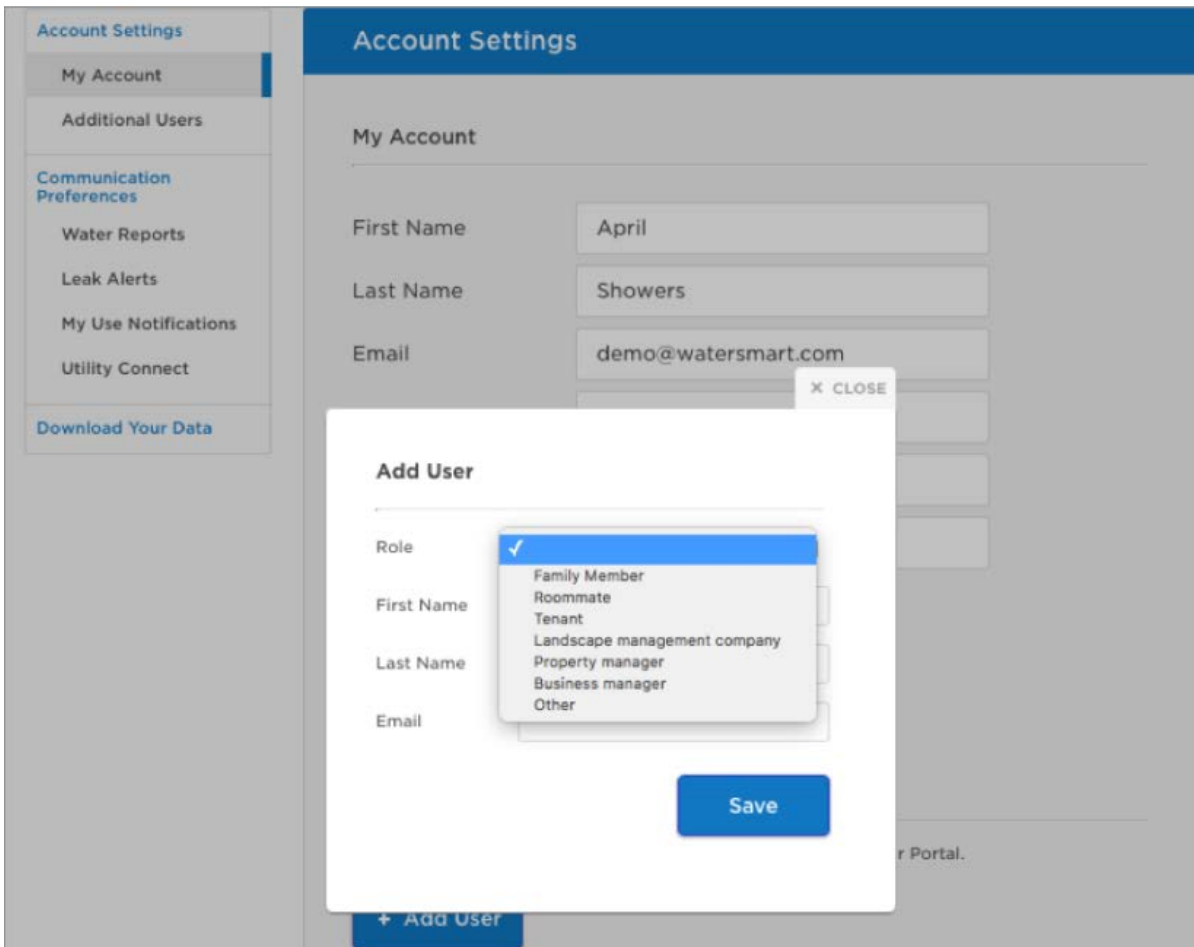 Account Settings
My Account
Additional Users
Communication
Preferences
Water Reports
Leak Alerts
My Use Notifications
Utility Connect
Download Your Data
Account Settings
My Account
First Name
April
Last Name
Showers
Email
demo@watersmart.com
× CLOSE
Add User
Role
✓
Family Member
Roommate
Tenant
Landscape management company
Property manager
Business manager
Other
First Name
Last Name
Email
Save
Portal.
+ Add User